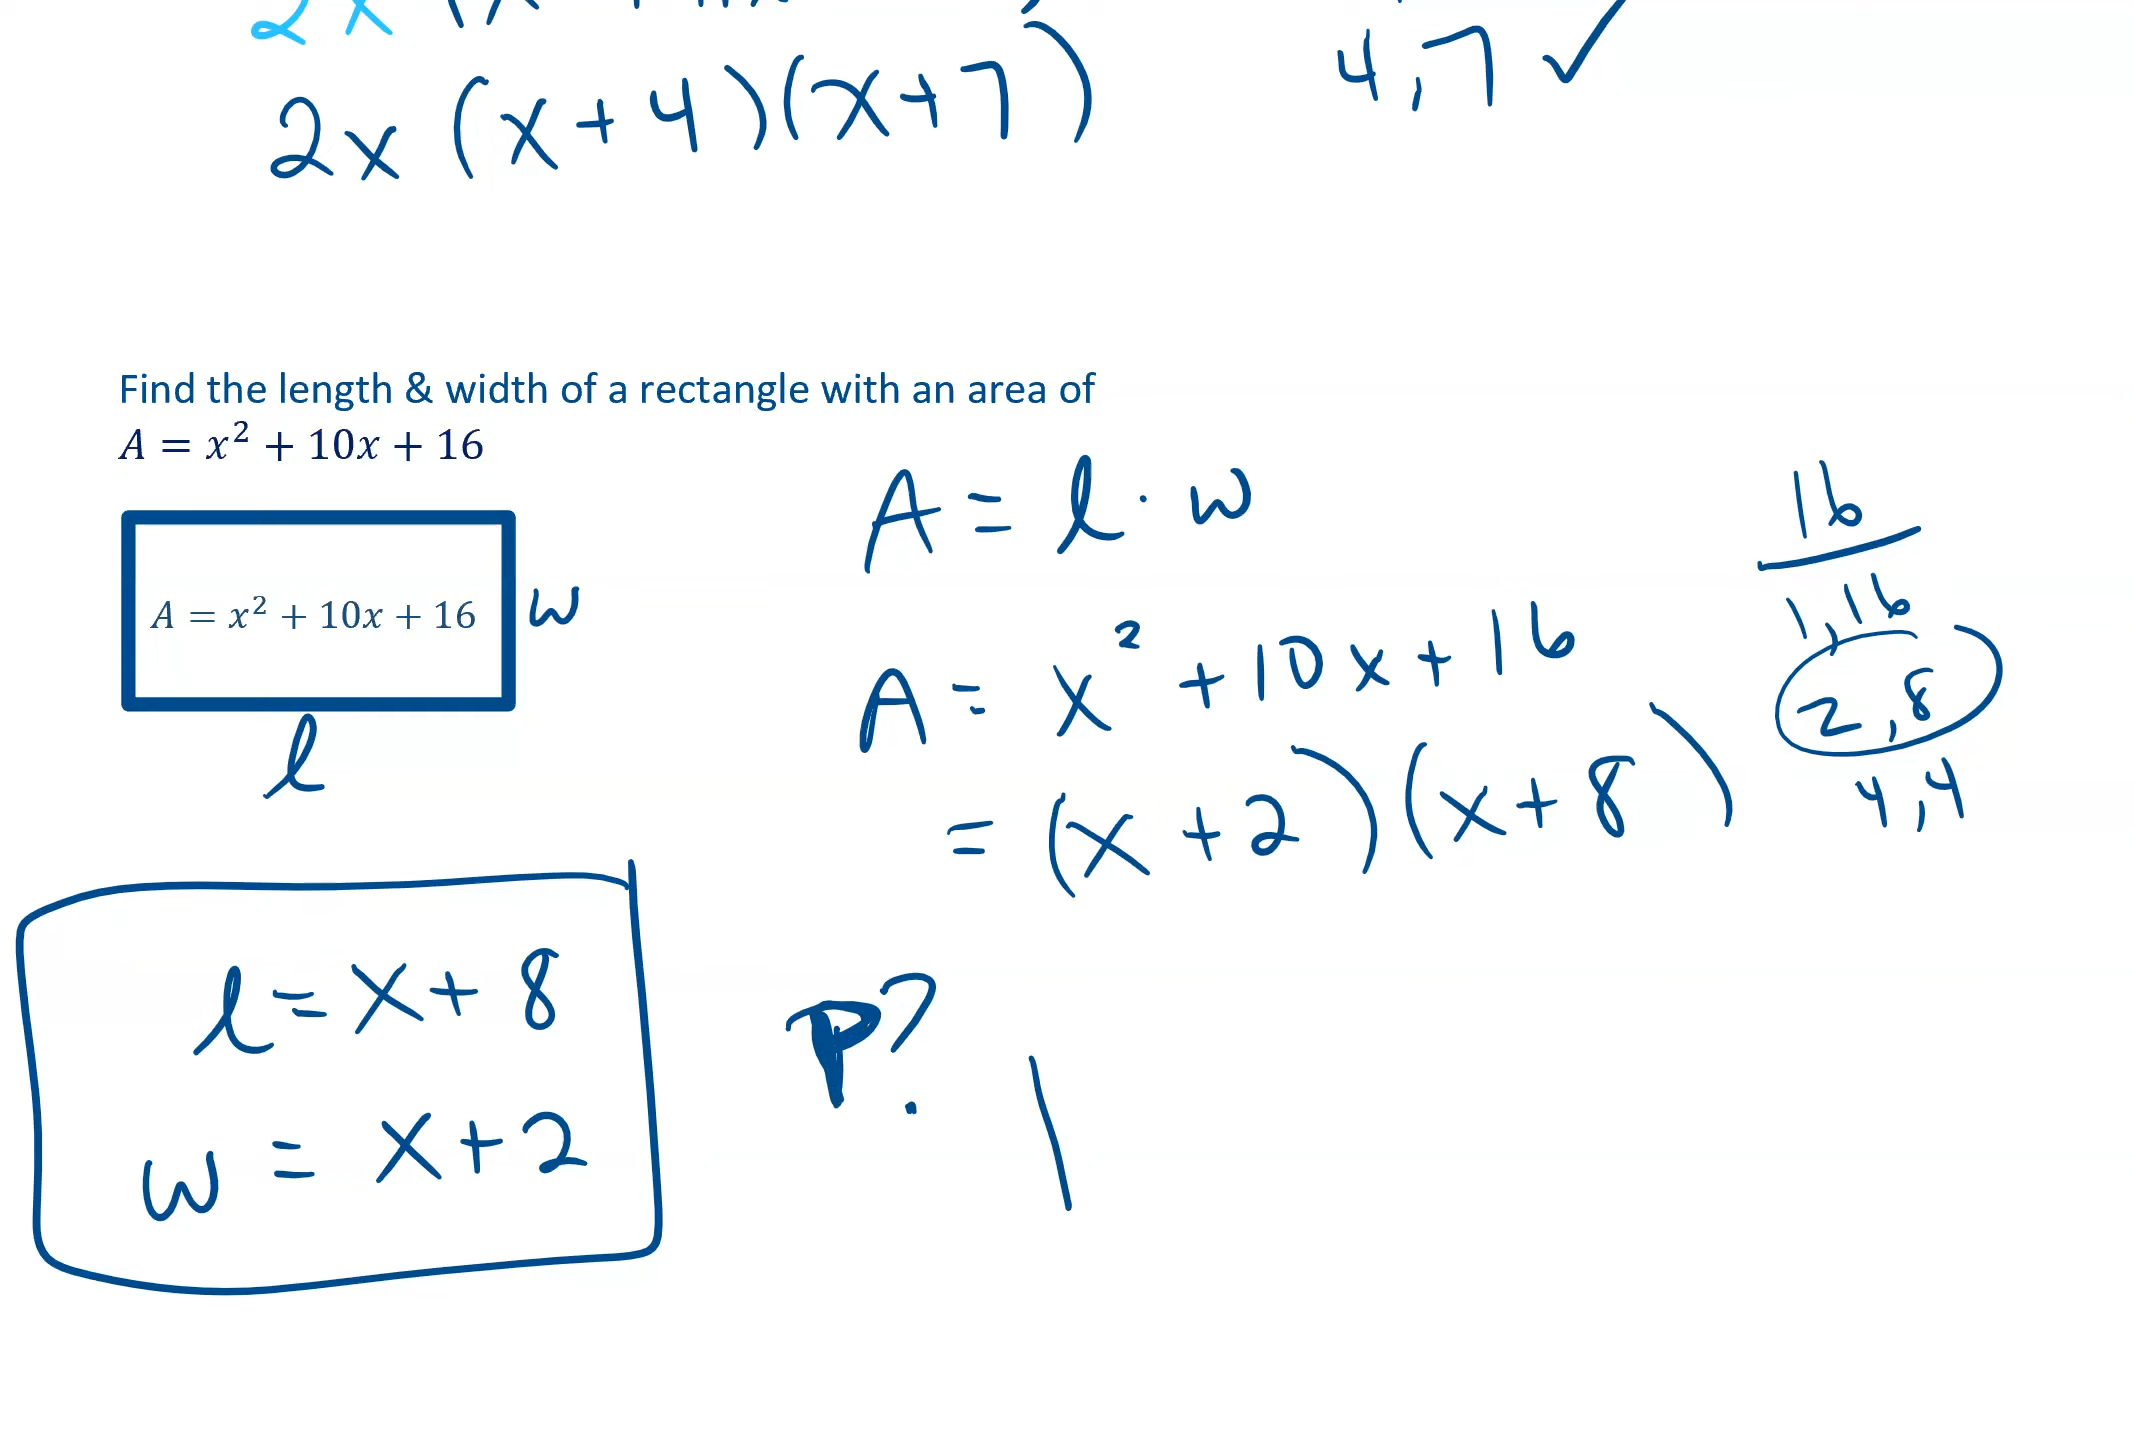 2x
2x (x+4)(x+7)
4,7 ✓
Find the length & width of a rectangle with an area of
A = x² + 10x + 16
A = x² + 10x + 16
w
l
A = l · w
A = x² + 10x + 16
= (x + 2)(x + 8)
16
1,16
2,8
4,4
l = x + 8
w = x + 2
P?